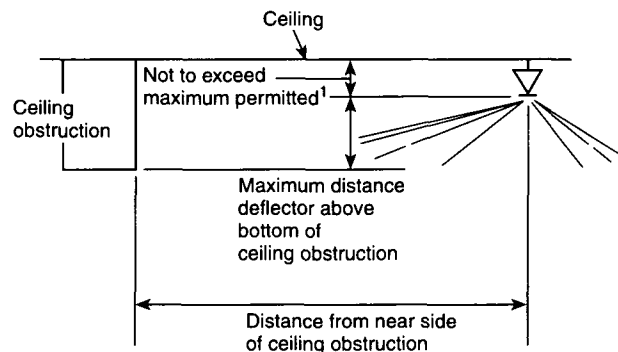 Ceiling
Not to exceed
maximum permitted1
Ceiling
obstruction
Maximum distance
deflector above
bottom of
ceiling obstruction
Distance from near side
of ceiling obstruction